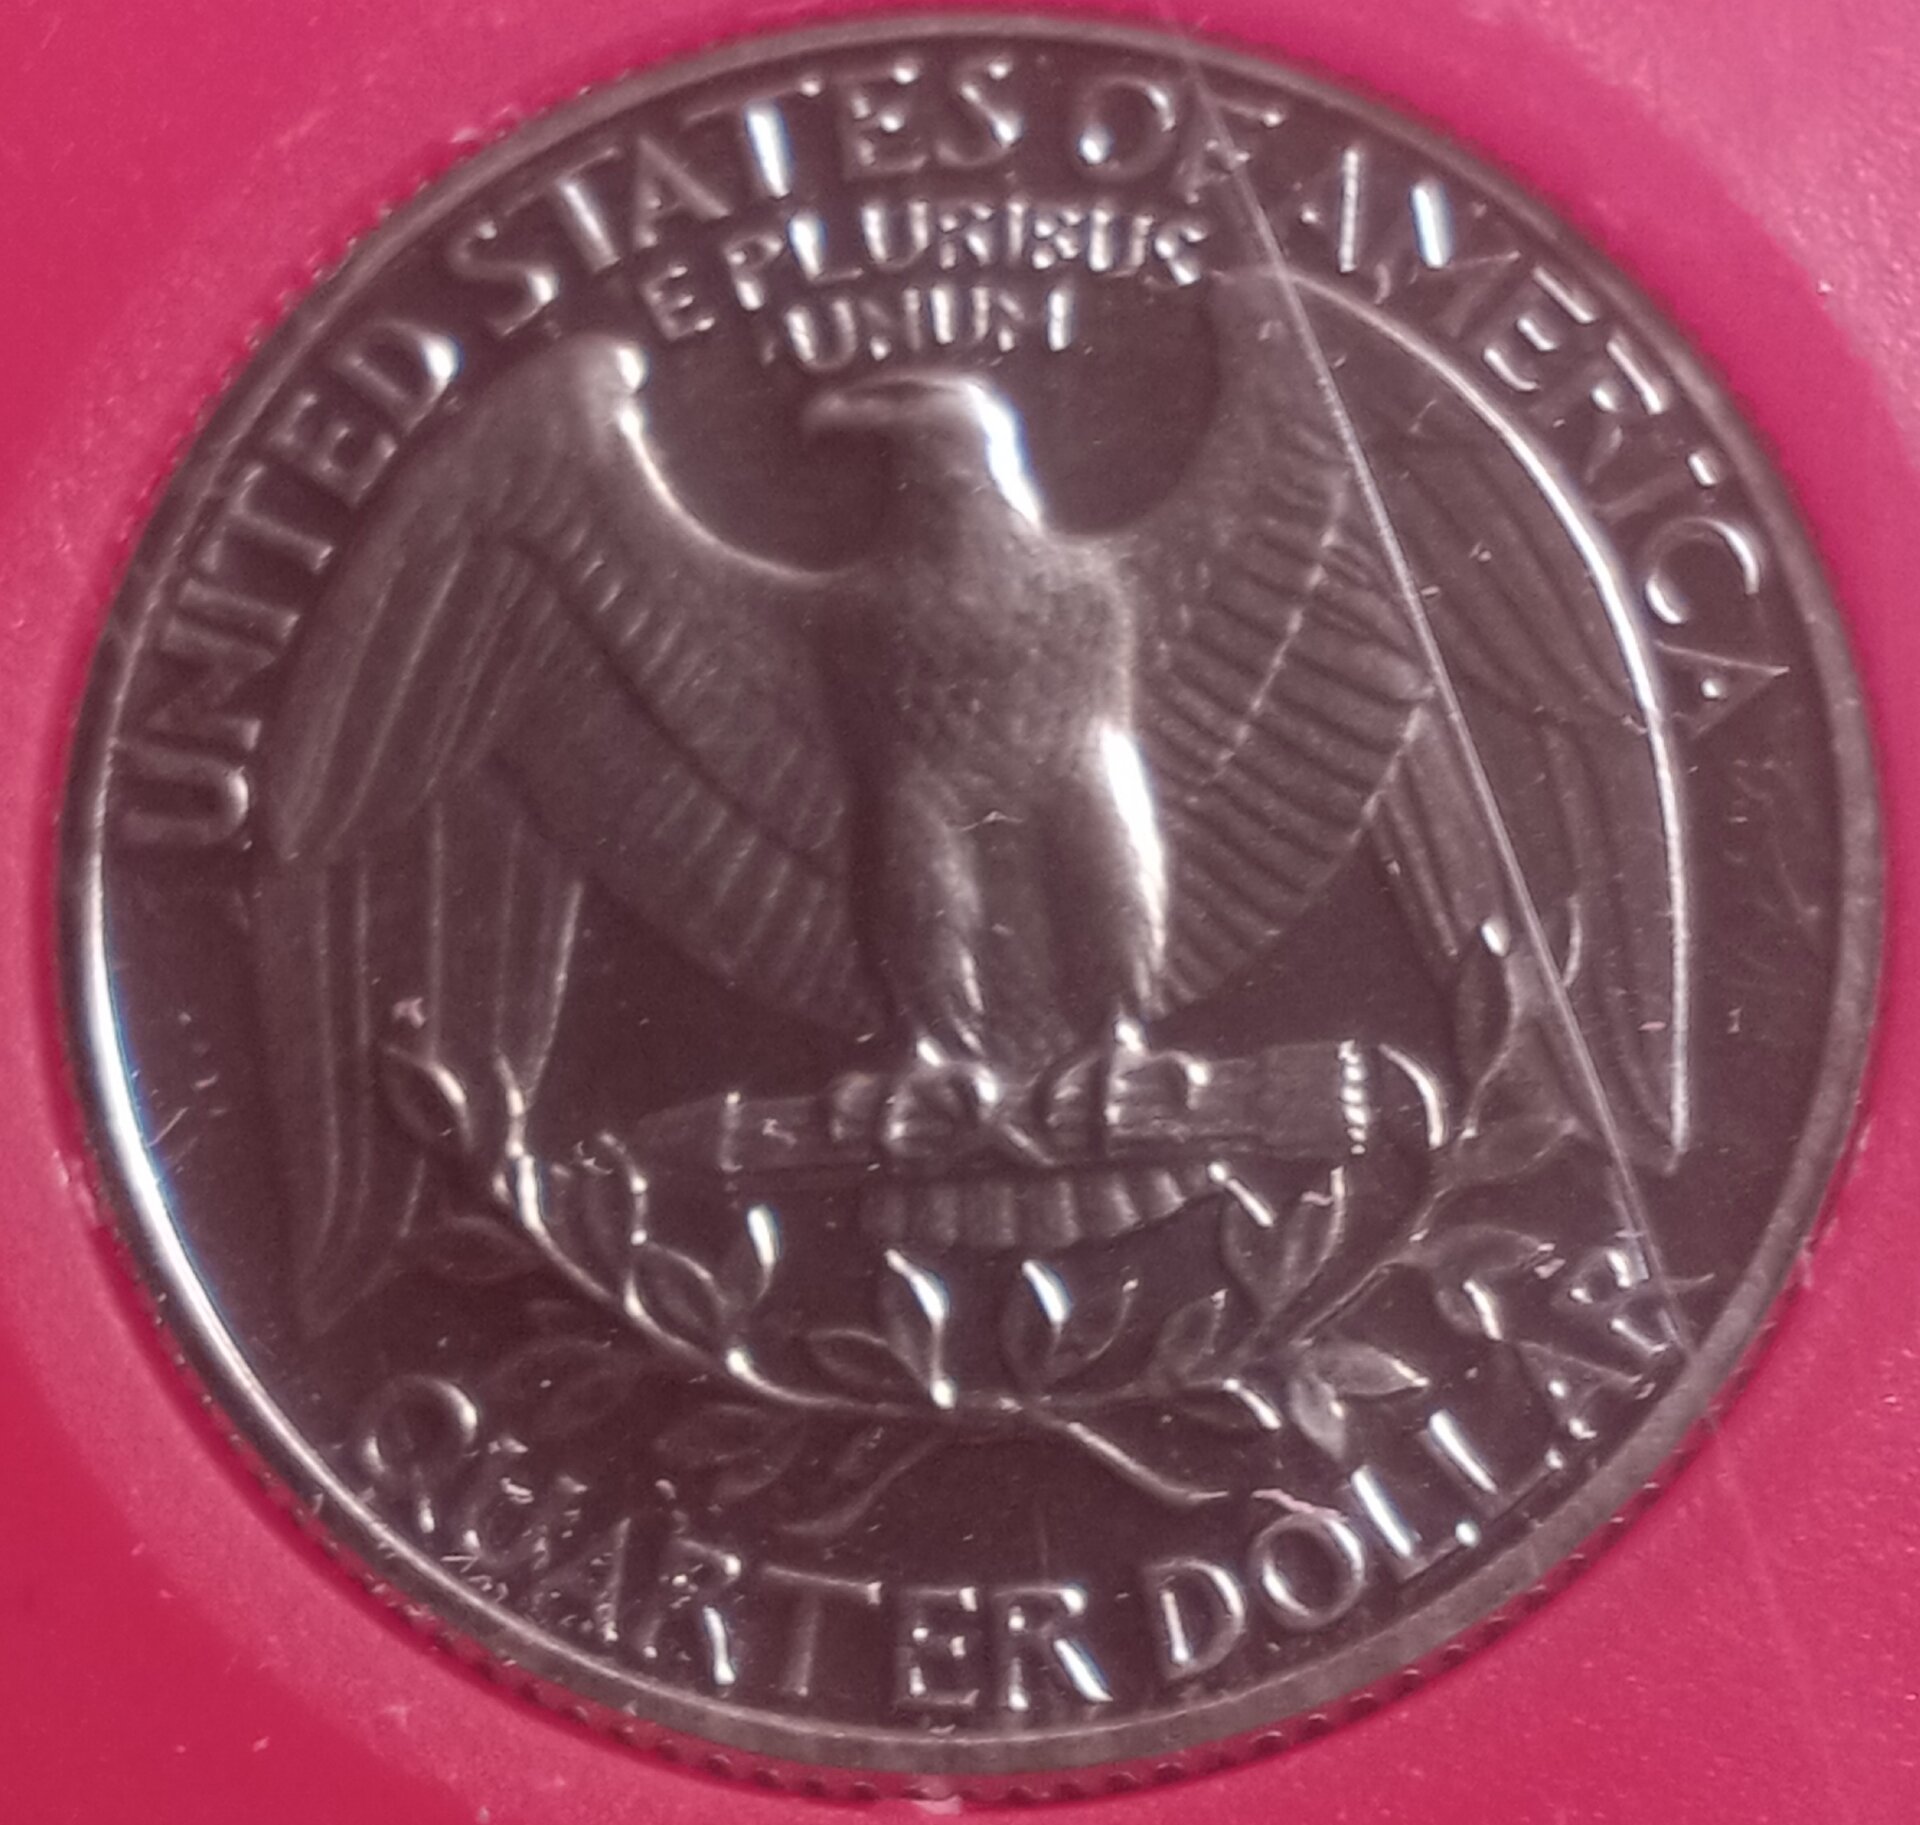 UNITED STATES OF AMERICA
E PLURIBUS
UNUM
QUARTER DOLLAR